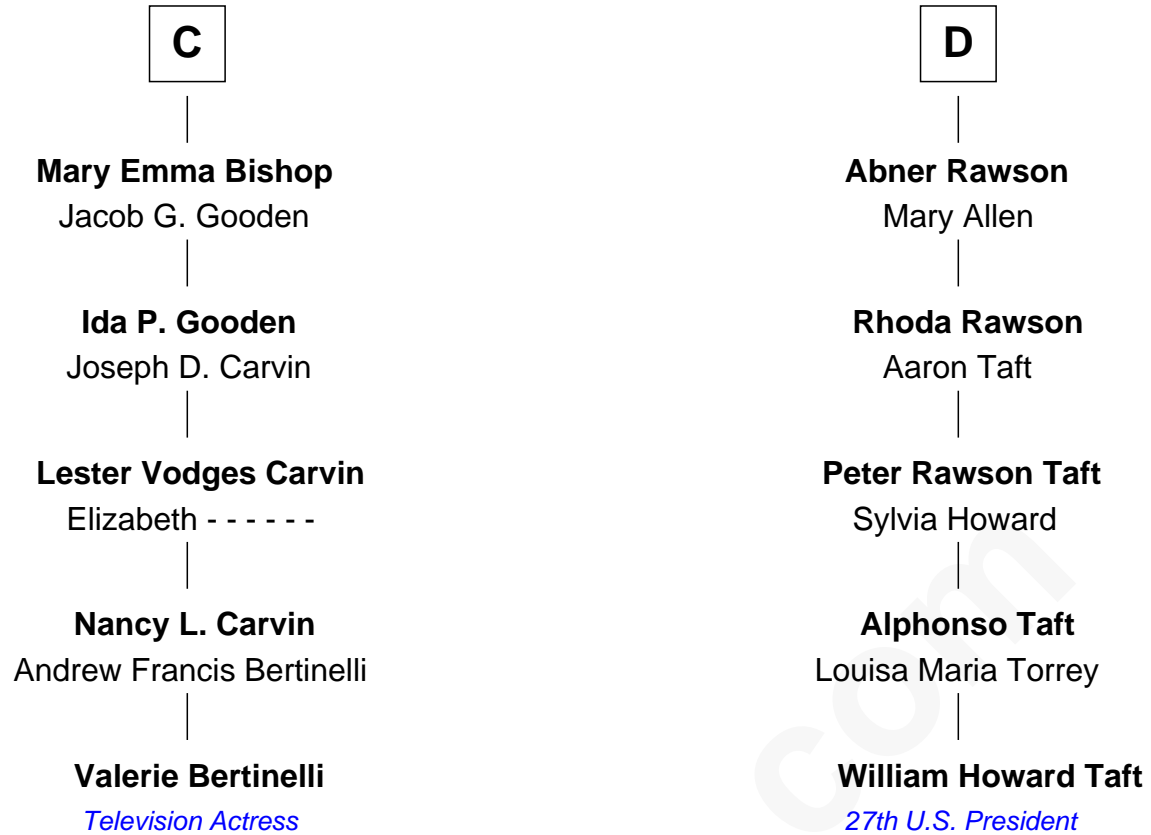 C
Mary Emma Bishop
Jacob G. Gooden
Ida P. Gooden
Joseph D. Carvin
Lester Vodges Carvin
Elizabeth - - - - - -
Nancy L. Carvin
Andrew Francis Bertinelli
Valerie Bertinelli
Television Actress
D
Abner Rawson
Mary Allen
Rhoda Rawson
Aaron Taft
Peter Rawson Taft
Sylvia Howard
Alphonso Taft
Louisa Maria Torrey
William Howard Taft
27th U.S. President
com